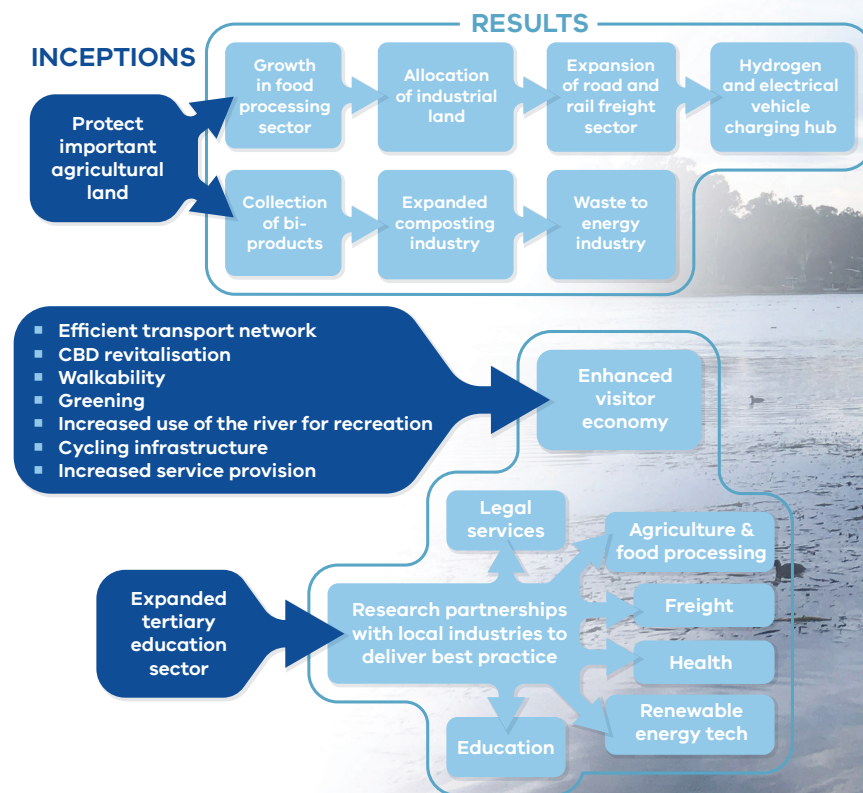 RESULTS
INCEPTIONS
Protect
important
agricultural
land
Growth
in food
processing
sector
Allocation
of industrial
land
Expansion
of road and
rail freight
sector
Hydrogen
and electrical
vehicle
charging hub
Collection
of bi-
products
Expanded
composting
industry
Waste to
energy
industry
▪ Efficient transport network
▪ CBD revitalisation
▪ Walkability
▪ Greening
▪ Increased use of the river for recreation
▪ Cycling infrastructure
▪ Increased service provision
Enhanced
visitor
economy
Expanded
tertiary
education
sector
Research partnerships
with local industries to
deliver best practice
Legal
services
Agriculture &
food processing
Freight
Health
Renewable
energy tech
Education